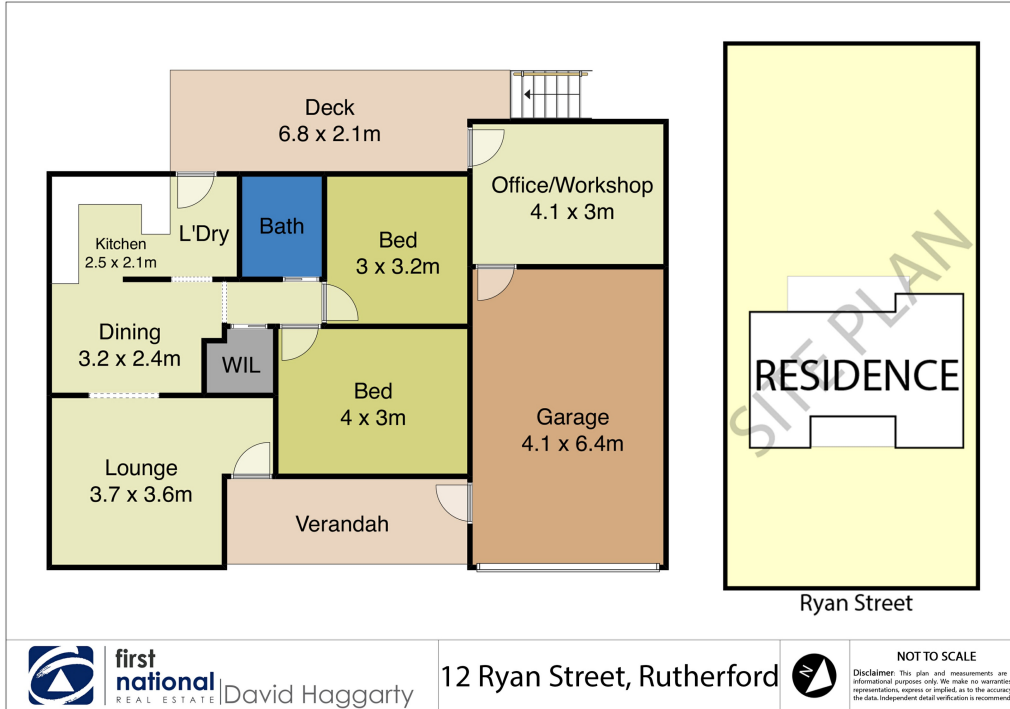 Deck
6.8 x 2.1m
Office/Workshop
4.1 x 3m
L'Dry
Bath
Kitchen
2.5 x 2.1m
Bed
3 x 3.2m
Dining
3.2 x 2.4m
WIL
Bed
4 x 3m
Garage
4.1 x 6.4m
Lounge
3.7 x 3.6m
Verandah
SITE PLAN
RESIDENCE
Ryan Street
first
national
REAL ESTATE
David Haggarty
12 Ryan Street, Rutherford
N
NOT TO SCALE
Disclaimer: This plan and measurements are
informational purposes only. We make no warranties
representations, express or implied, as to the accuracy
the data. Independent detail verification is recommend